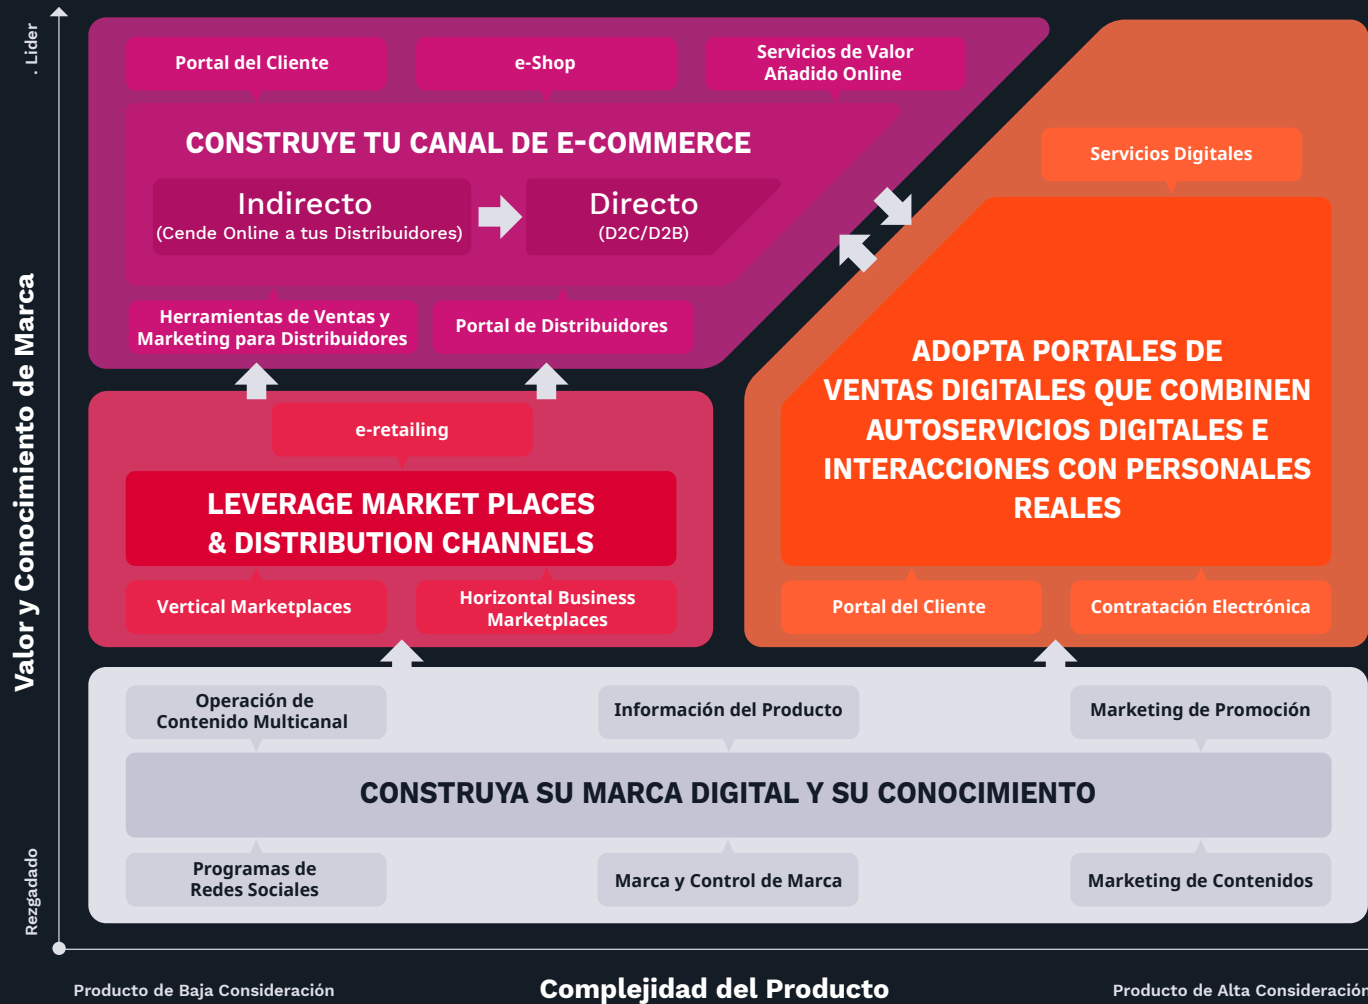 . Lider
Valor y Conocimiento de Marca
Rezgadado
Portal del Cliente
e-Shop
Servicios de Valor
Añadido Online
CONSTRUYE TU CANAL DE E-COMMERCE
Indirecto
(Cende Online a tus Distribuidores)
Directo
(D2C/D2B)
Herramientas de Ventas y
Marketing para Distribuidores
Portal de Distribuidores
Servicios Digitales
ADOPTA PORTALES DE
VENTAS DIGITALES QUE COMBINEN
AUTOSERVICIOS DIGITALES E
INTERACCIONES CON PERSONALES
REALES
Portal del Cliente
Contratación Electrónica
e-retailing
LEVERAGE MARKET PLACES
& DISTRIBUTION CHANNELS
Vertical Marketplaces
Horizontal Business
Marketplaces
Operación de
Contenido Multicanal
Información del Producto
Marketing de Promoción
CONSTRUYA SU MARCA DIGITAL Y SU CONOCIMIENTO
Programas de
Redes Sociales
Marca y Control de Marca
Marketing de Contenidos
Producto de Baja Consideración
Complejidad del Producto
Producto de Alta Consideración